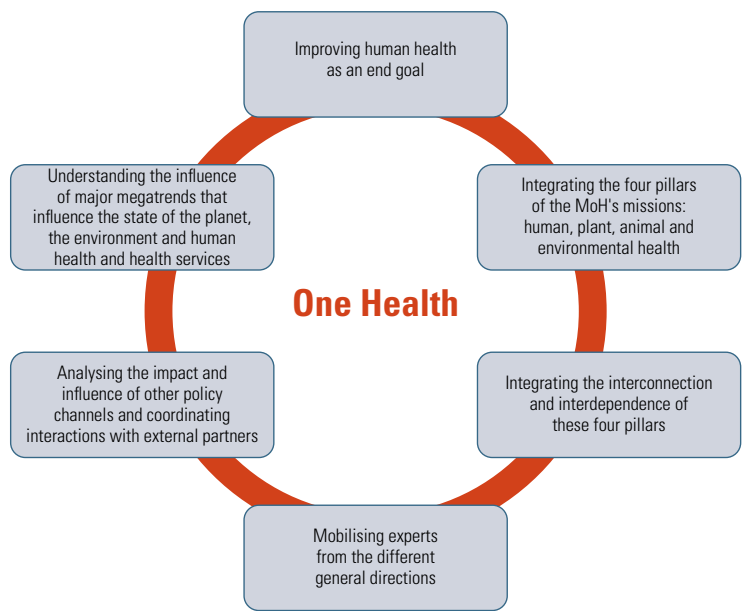 Improving human health
as an end goal
Integrating the four pillars
of the MoH's missions:
human, plant, animal and
environmental health
Integrating the interconnection
and interdependence of
these four pillars
Mobilising experts
from the different
general directions
Analysing the impact and
influence of other policy
channels and coordinating
interactions with external partners
Understanding the influence
of major megatrends that
influence the state of the planet,
the environment and human
health and health services
One Health